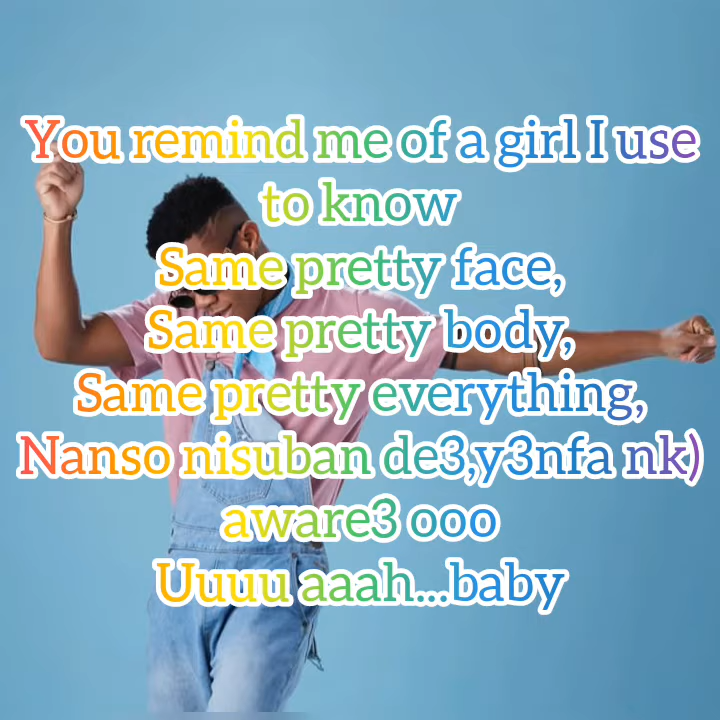 You remind me of a girl I use
to know
Same pretty face,
Same pretty body,
Same pretty everything,
Nanso nisuban de3,y3nfa nk)
aware3 ooo
Uuuu aaah...baby